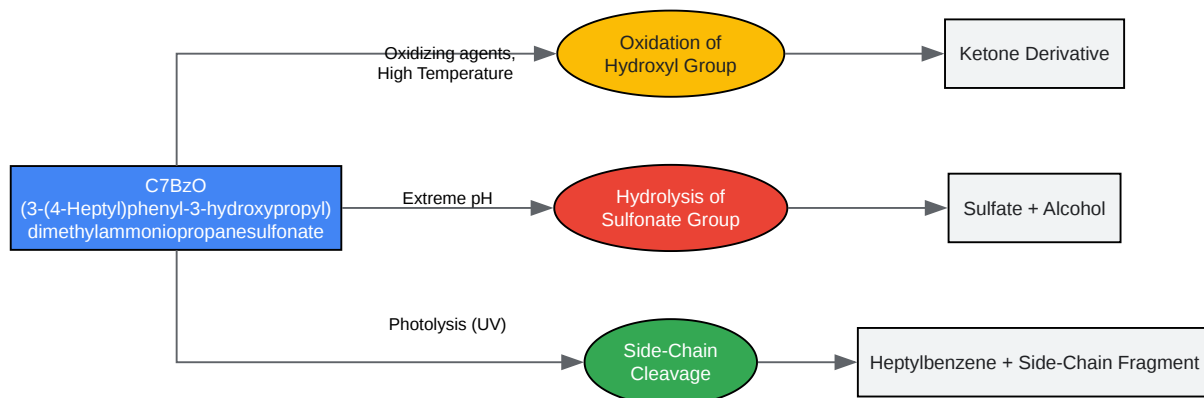 Oxidizing agents,
High Temperature
Oxidation of
Hydroxyl Group
Ketone Derivative
C7BzO
(3-(4-Heptyl)phenyl-3-hydroxypropyl)
dimethylammoniopropanesulfonate
Extreme pH
Hydrolysis of
Sulfonate Group
Sulfate + Alcohol
Photolysis (UV)
Side-Chain
Cleavage
Heptylbenzene + Side-Chain Fragment